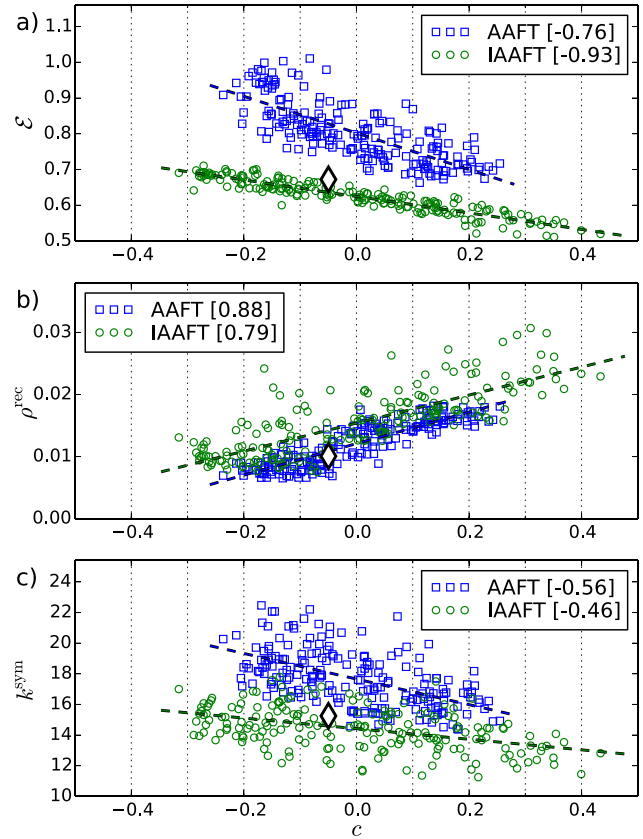 a)
1.1
1.0
0.9
0.8
0.7
0.6
0.5
ℰ
AAFT [-0.76]
IAAFT [-0.93]
−0.4 −0.2 0.0 0.2 0.4
b)
0.03
0.02
0.01
0.00
ρ^rec
AAFT [0.88]
IAAFT [0.79]
−0.4 −0.2 0.0 0.2 0.4
c)
24
22
20
18
16
14
12
10
k^sym
AAFT [-0.56]
IAAFT [-0.46]
−0.4 −0.2 0.0 0.2 0.4
c